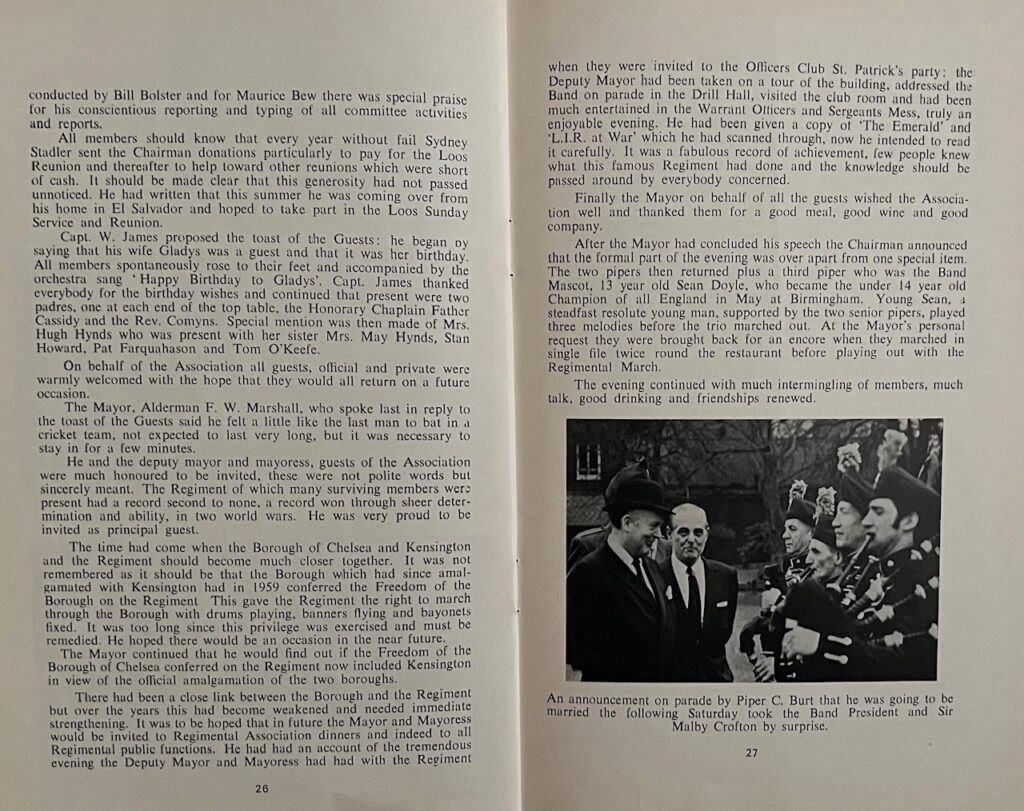 conducted by Bill Bolster and for Maurice Bew there was special praise
for his conscientious reporting and typing of all committee activities
and reports.
All members should know that every year without fail Sydney
Stadler sent the Chairman donations particularly to pay for the Loos
Reunion and thereafter to help toward other reunions which were short
of cash. It should be made clear that this generosity had not passed
unnoticed. He had written that this summer he was coming over from
his home in El Salvador and hoped to take part in the Loos Sunday
Service and Reunion.
Capt. W. James proposed the toast of the Guests; he began by
saying that his wife Gladys was a guest and that it was her birthday.
All members spontaneously rose to their feet and accompanied by the
orchestra sang 'Happy Birthday to Gladys'. Capt. James thanked
everybody for the birthday wishes and continued that present were two
padres, one at each end of the top table, the Honorary Chaplain Father
Cassidy and the Rev. Comyns. Special mention was then made of Mrs.
Hugh Hynds who was present with her sister Mrs. May Hynds, Stan
Howard, Pat Farquahason and Tom O'Keefe.
On behalf of the Association all guests, official and private were
warmly welcomed with the hope that they would all return on a future
occasion.
The Mayor, Alderman F. W. Marshall, who spoke last in reply to
the toast of the Guests said he felt a little like the last man to bat in a
cricket team, not expected to last very long, but it was necessary to
stay in for a few minutes.
He and the deputy mayor and mayoress, guests of the Association
were much honoured to be invited, these were not polite words but
sincerely meant. The Regiment of which many surviving members were
present had a record second to none, a record won through sheer deter-
mination and ability, in two world wars. He was very proud to be
invited as principal guest.
The time had come when the Borough of Chelsea and Kensington
and the Regiment should become much closer together. It was not
remembered as it should be that the Borough which had since amal-
gamated with Kensington had in 1959 conferred the Freedom of the
Borough on the Regiment This gave the Regiment the right to march
through the Borough with drums playing, banners flying and bayonets
fixed. It was too long since this privilege was exercised and must be
remedied. He hoped there would be an occasion in the near future.
The Mayor continued that he would find out if the Freedom of the
Borough of Chelsea conferred on the Regiment now included Kensington
in view of the official amalgamation of the two boroughs.
There had been a close link between the Borough and the Regiment
but over the years this had become weakened and needed immediate
strengthening. It was to be hoped that in future the Mayor and Mayoress
would be invited to Regimental Association dinners and indeed to all
Regimental public functions. He had had an account of the tremendous
evening the Deputy Mayor and Mayoress had had with the Regiment
26
when they were invited to the Officers Club St. Patrick's party; the
Deputy Mayor had been taken on a tour of the building, addressed the
Band on parade in the Drill Hall, visited the club room and had been
much entertained in the Warrant Officers and Sergeants Mess, truly an
enjoyable evening. He had been given a copy of 'The Emerald' and
'L.I.R. at War' which he had scanned through, now he intended to read
it carefully. It was a fabulous record of achievement, few people knew
what this famous Regiment had done and the knowledge should be
passed around by everybody concerned.
Finally the Mayor on behalf of all the guests wished the Associa-
tion well and thanked them for a good meal, good wine and good
company.
After the Mayor had concluded his speech the Chairman announced
that the formal part of the evening was over apart from one special item.
The two pipers then returned plus a third piper who was the Band
Mascot, 13 year old Sean Doyle, who became the under 14 year old
Champion of all England in May at Birmingham. Young Sean, a
steadfast resolute young man, supported by the two senior pipers, played
three melodies before the trio marched out. At the Mayor's personal
request they were brought back for an encore when they marched in
single file twice round the restaurant before playing out with the
Regimental March.
The evening continued with much intermingling of members, much
talk, good drinking and friendships renewed.
An announcement on parade by Piper C. Burt that he was going to be
married the following Saturday took the Band President and Sir
Malby Crofton by surprise.
27